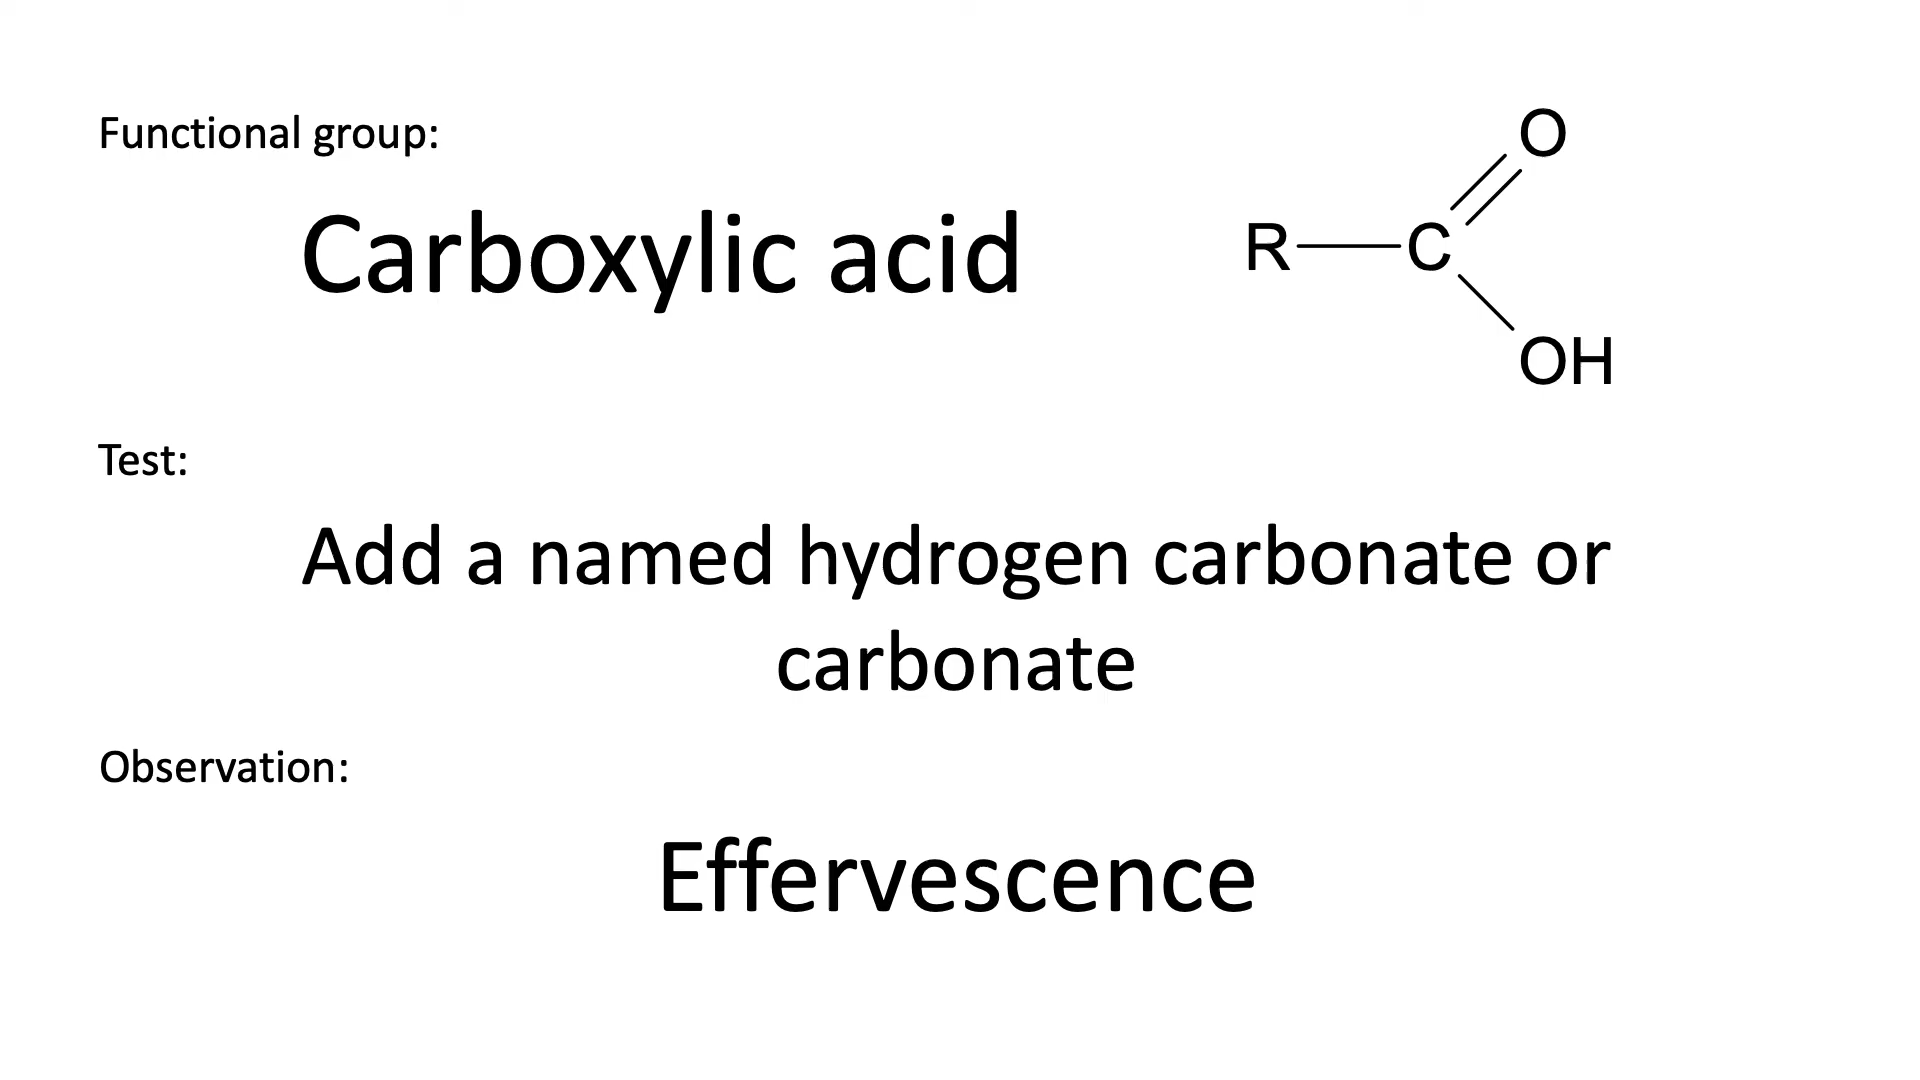 Functional group:
Carboxylic acid
O
R C
OH
Test:
Add a named hydrogen carbonate or
carbonate
Observation:
Effervescence